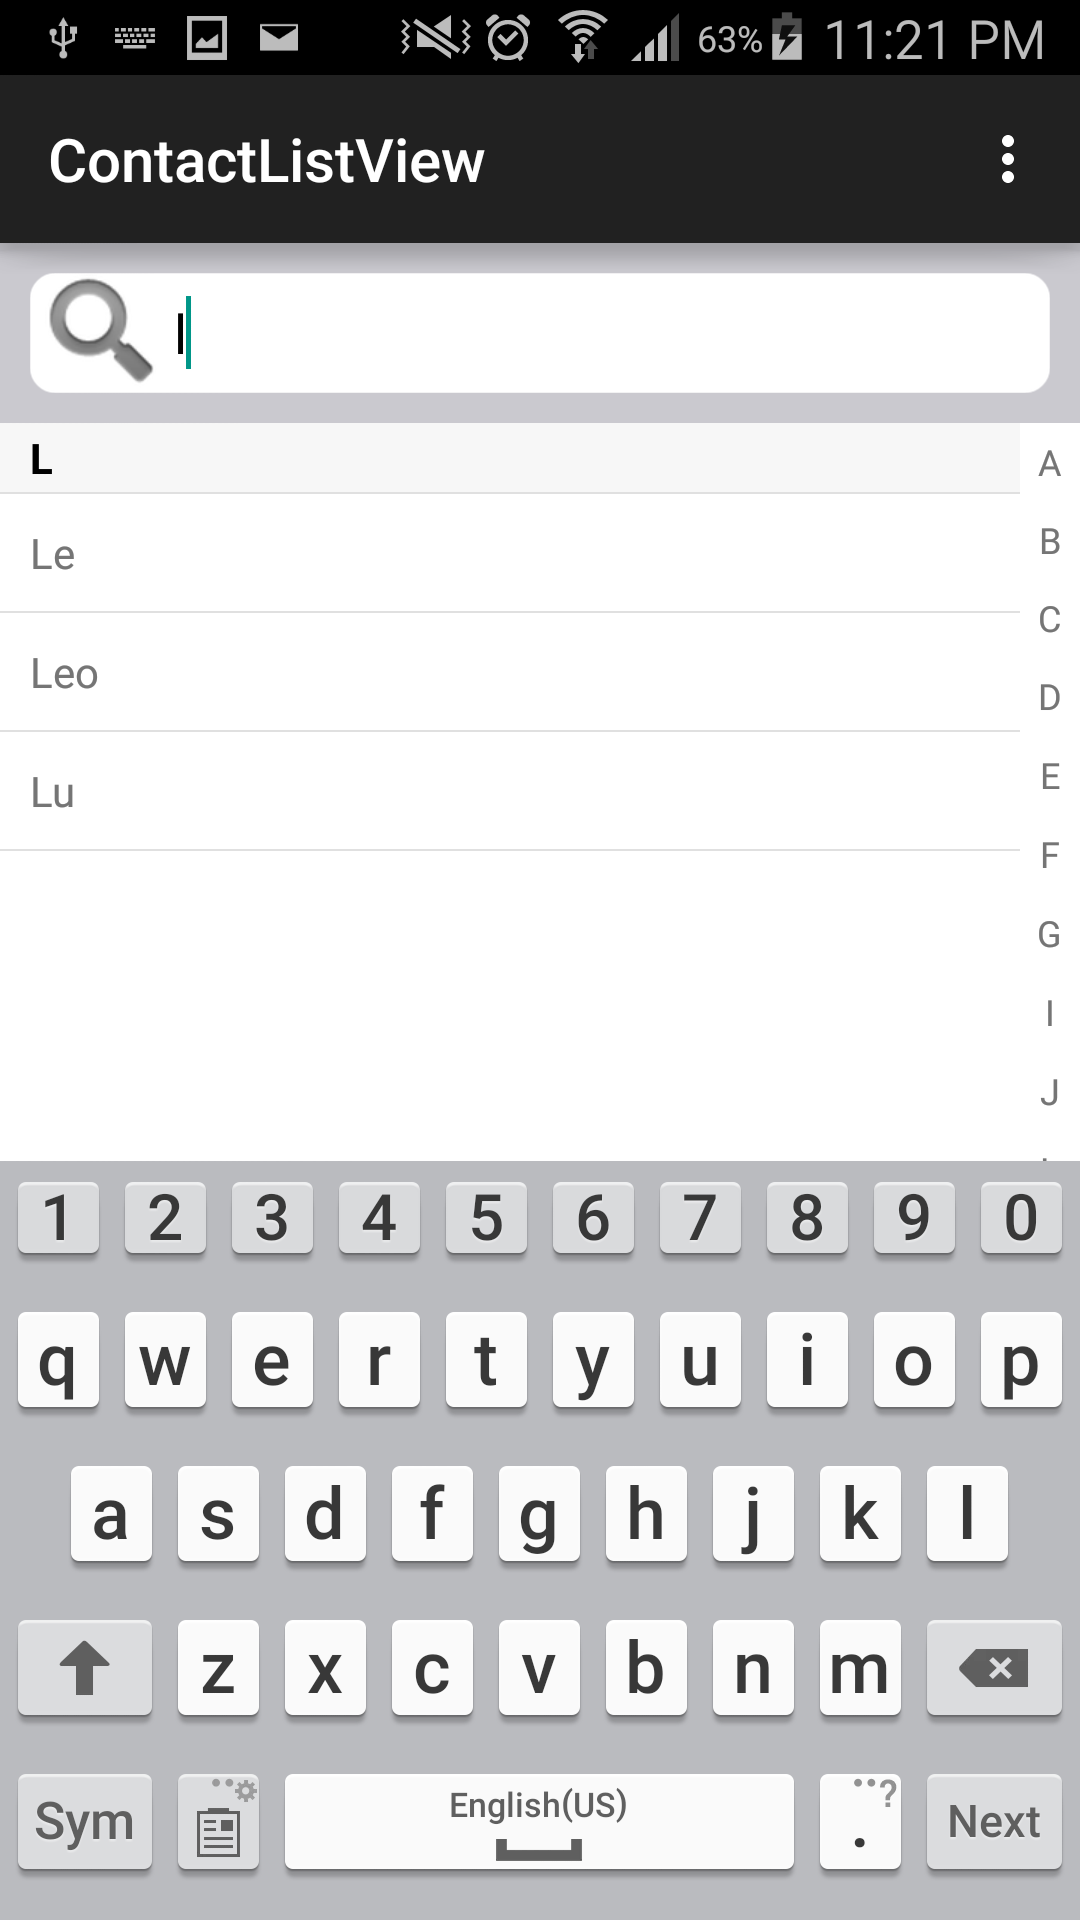 63% 11:21 PM
ContactListView
l
L
Le
Leo
Lu
A
B
C
D
E
F
G
I
J
1 2 3 4 5 6 7 8 9 0
q w e r t y u i o p
a s d f g h j k l
z x c v b n m
Sym English(US) . ? Next